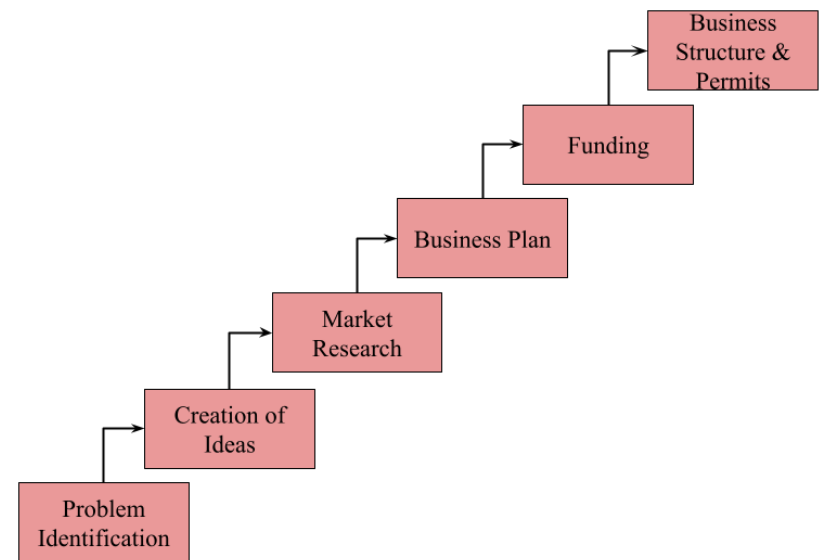 Business
Structure &
Permits
Funding
Business Plan
Market
Research
Creation of
Ideas
Problem
Identification